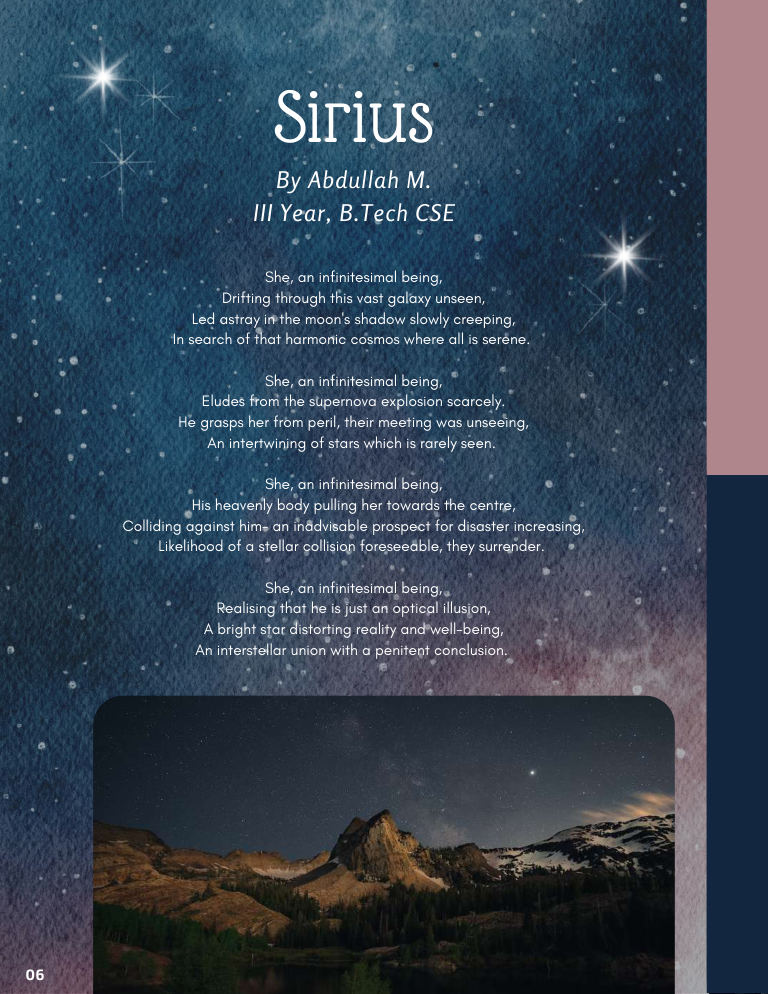 Sirius
By Abdullah M.
III Year, B.Tech CSE
She, an infinitesimal being,
Drifting through this vast galaxy unseen,
Led astray in the moon's shadow slowly creeping,
In search of that harmonic cosmos where all is serene.
She, an infinitesimal being,
Eludes from the supernova explosion scarcely.
He grasps her from peril, their meeting was unseeing,
An intertwining of stars which is rarely seen.
She, an infinitesimal being,
His heavenly body pulling her towards the centre,
Colliding against him- an inadvisable prospect for disaster increasing,
Likelihood of a stellar collision foreseeable, they surrender.
She, an infinitesimal being,
Realising that he is just an optical illusion,
A bright star distorting reality and well-being,
An interstellar union with a penitent conclusion.
06